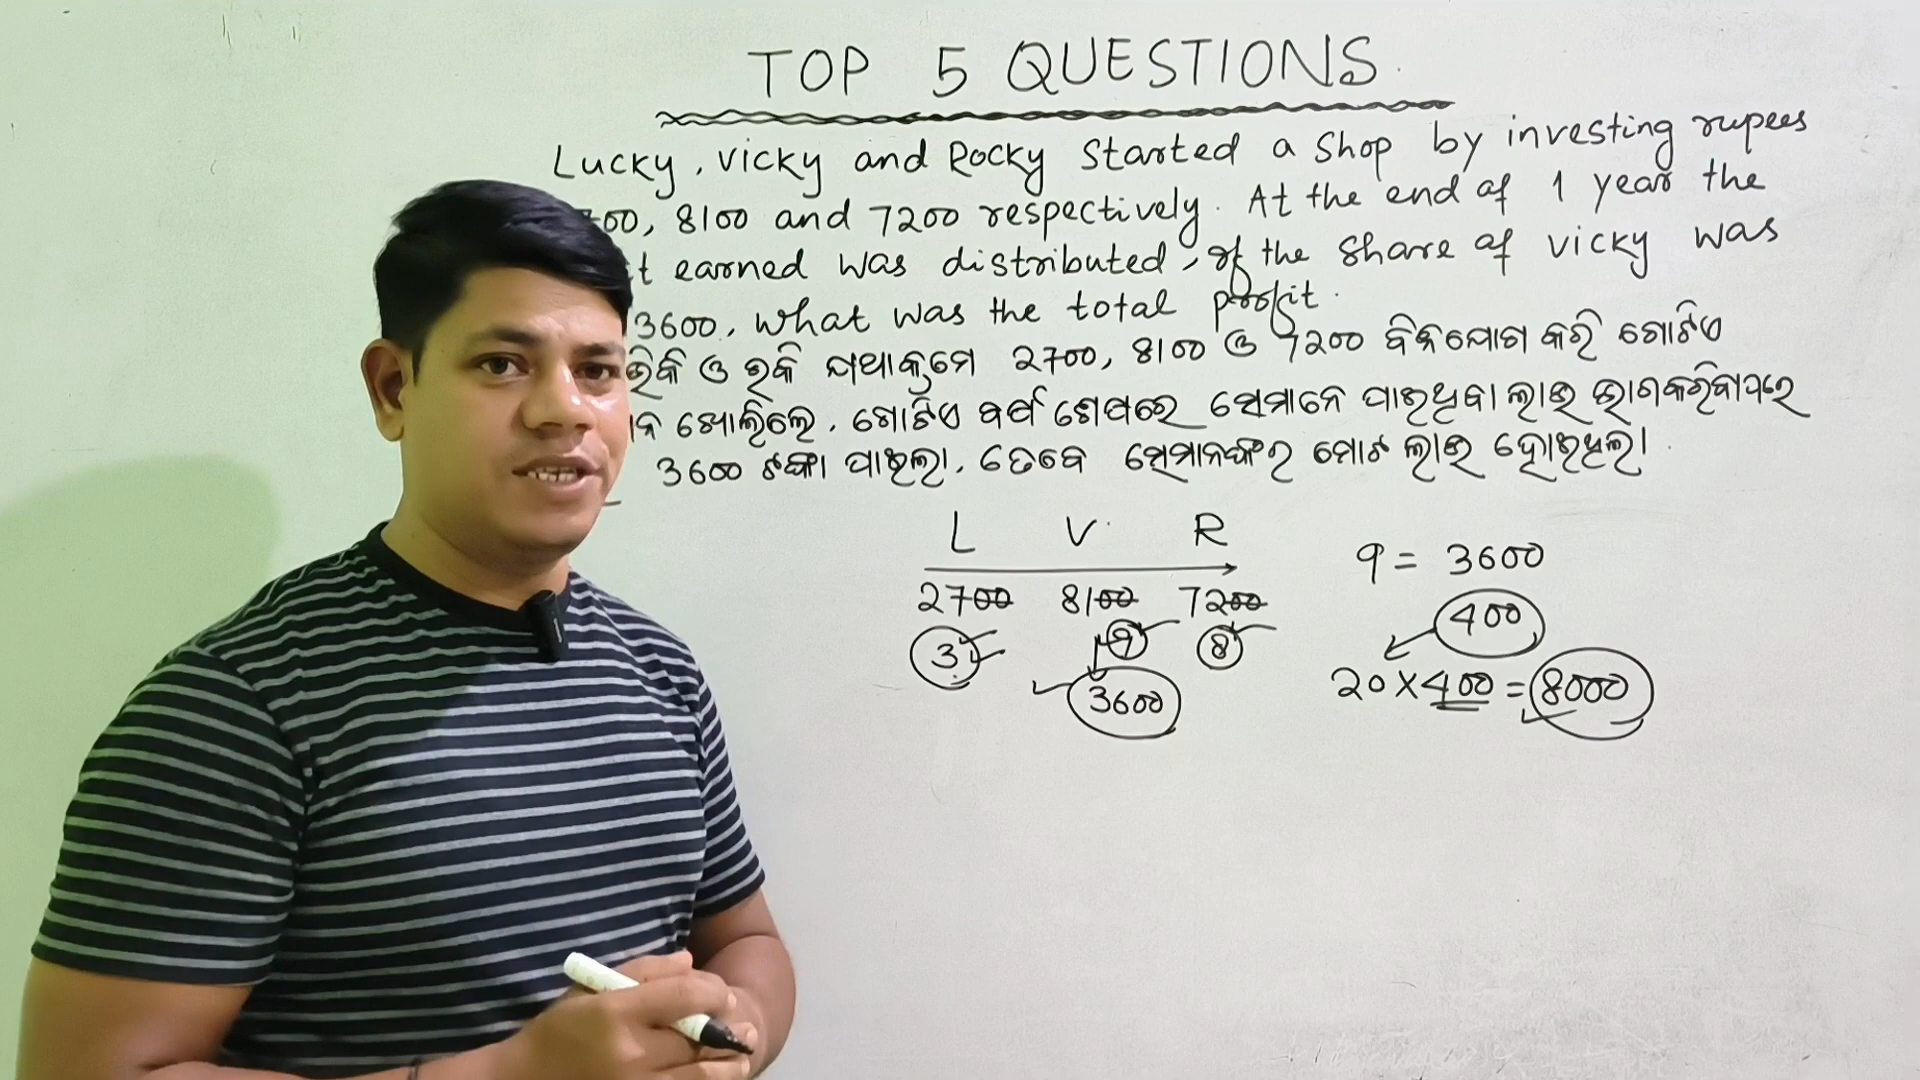 TOP 5 QUESTIONS
Lucky, Vicky and Rocky Started a Shop by investing rupees
00, 8100 and 7200 respectively. At the end of 1 year the
t earned was distributed, If the Share of Vicky was
3600, What was the total profit.
ଭିକି ଓ ରକି ଯଥାକ୍ରମେ 2700, 8100 ଓ 7200 ବିନିଯୋଗ କରି ଗୋଟିଏ
ନ ଖୋଲିଲେ. ଗୋଟିଏ ବର୍ଷ ଶେଷରେ ସେମାନେ ପାଇଥିବା ଲାଭ ଭାଗକରିବାପରେ
3600 ଟଙ୍କା ପାଇଲା. ତେବେ ସେମାନଙ୍କର ମୋଟ ଲାଭ ହୋଇଥିଲା.
L V R
2700 8100 7200
3 9 8
3600
9 = 3600
400
20 X 400 = 8000